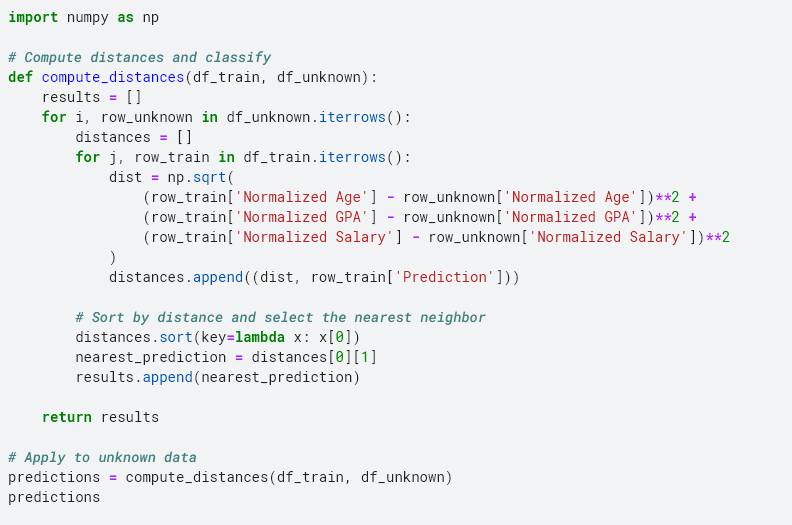 import numpy as np

# Compute distances and classify
def compute_distances(df_train, df_unknown):
    results = []
    for i, row_unknown in df_unknown.iterrows():
        distances = []
        for j, row_train in df_train.iterrows():
            dist = np.sqrt(
                (row_train['Normalized Age'] - row_unknown['Normalized Age'])**2 +
                (row_train['Normalized GPA'] - row_unknown['Normalized GPA'])**2 +
                (row_train['Normalized Salary'] - row_unknown['Normalized Salary'])**2
            )
            distances.append((dist, row_train['Prediction']))

        # Sort by distance and select the nearest neighbor
        distances.sort(key=lambda x: x[0])
        nearest_prediction = distances[0][1]
        results.append(nearest_prediction)

    return results

# Apply to unknown data
predictions = compute_distances(df_train, df_unknown)
predictions